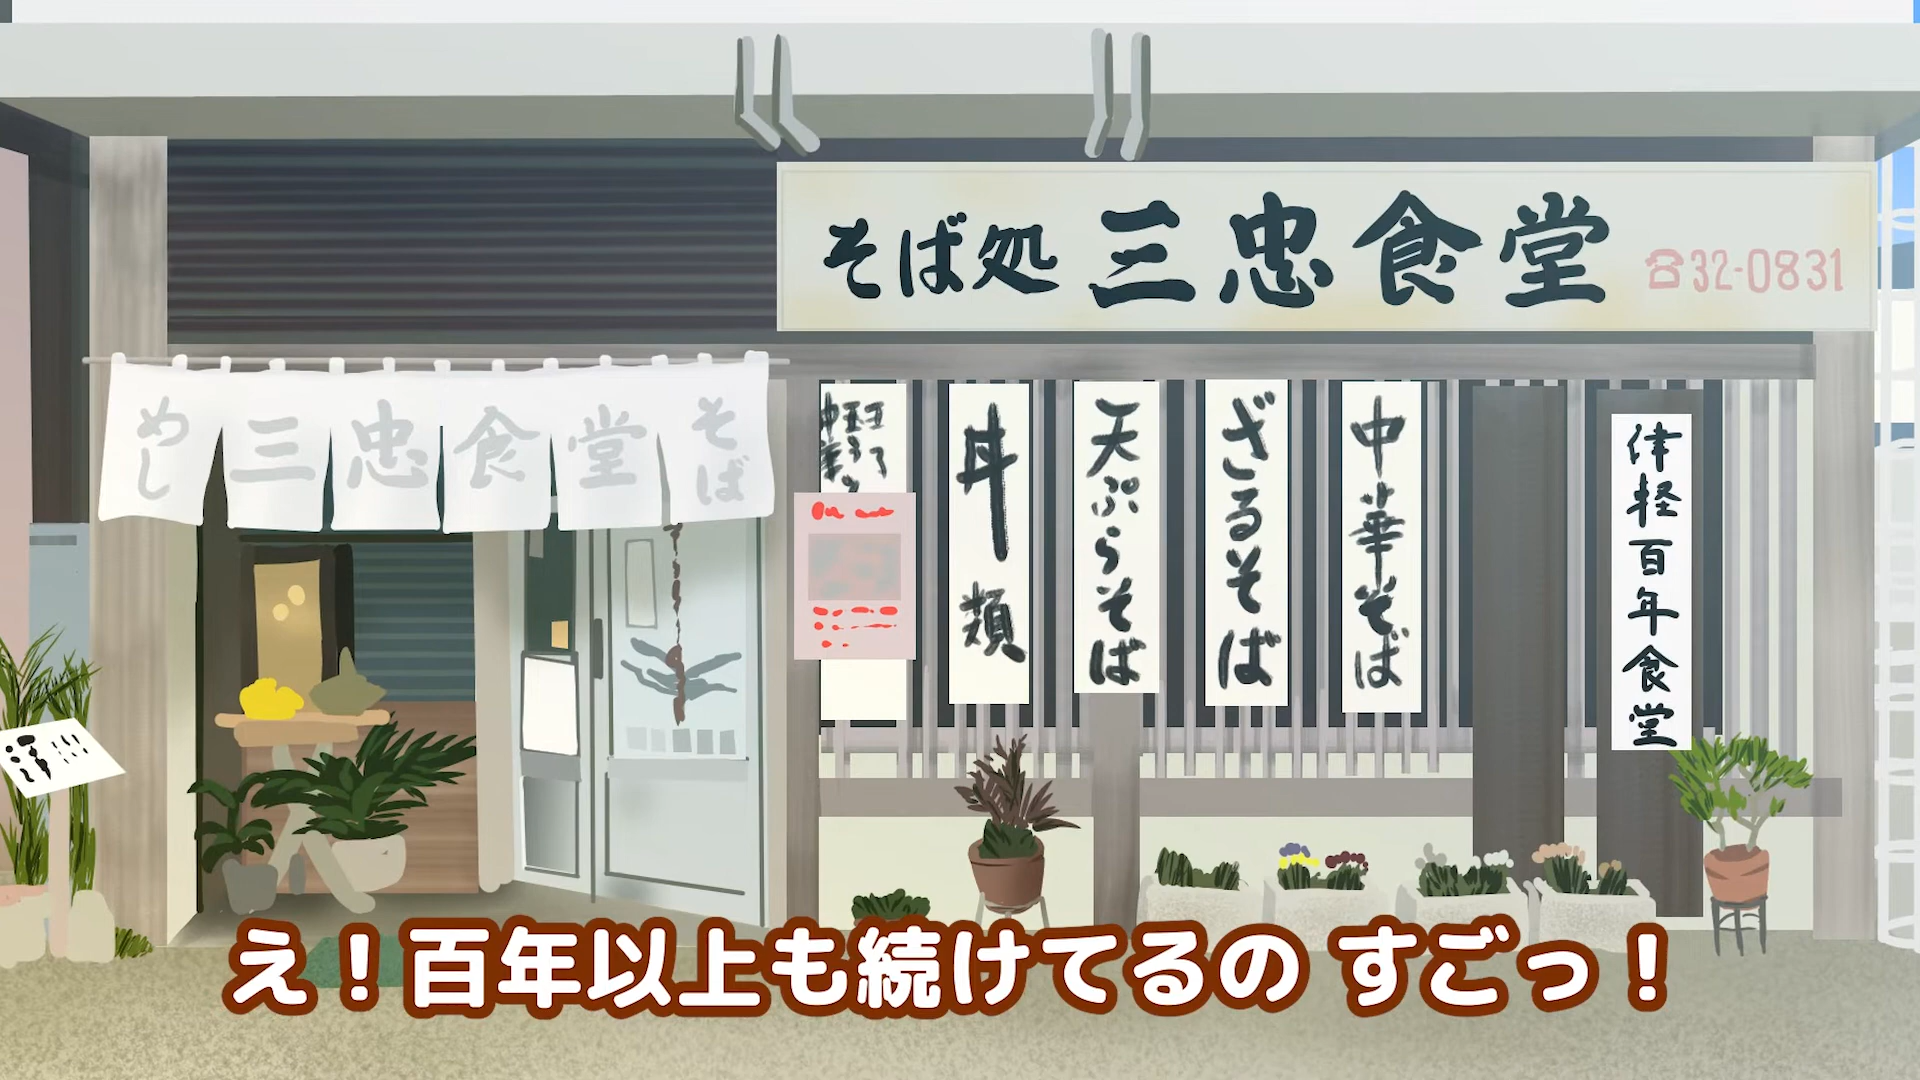 そば処 三忠食堂 ☎32-0831
めし 三忠食堂 そば
丼類
天ぷらそば
ざるそば
中華そば
津軽百年食堂
え！百年以上も続けてるの すごっ！